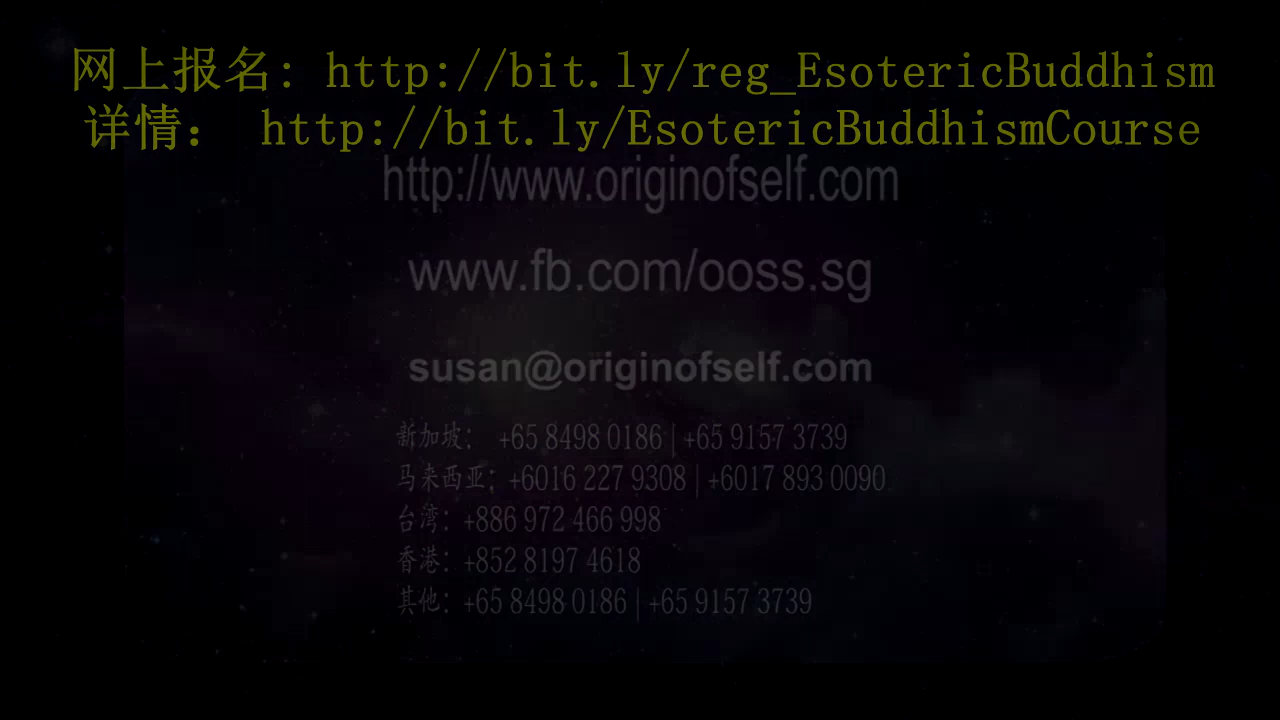 网上报名: http://bit.ly/reg_EsotericBuddhism
详情: http://bit.ly/EsotericBuddhismCourse
http://www.originofself.com
www.fb.com/ooss.sg
susan@originofself.com
新加坡: +65 8498 0186 | +65 9157 3739
马来西亚: +6016 227 9308 | +6017 893 0090
台湾: +886 972 466 998
香港: +852 8197 4618
其他: +65 8498 0186 | +65 9157 3739